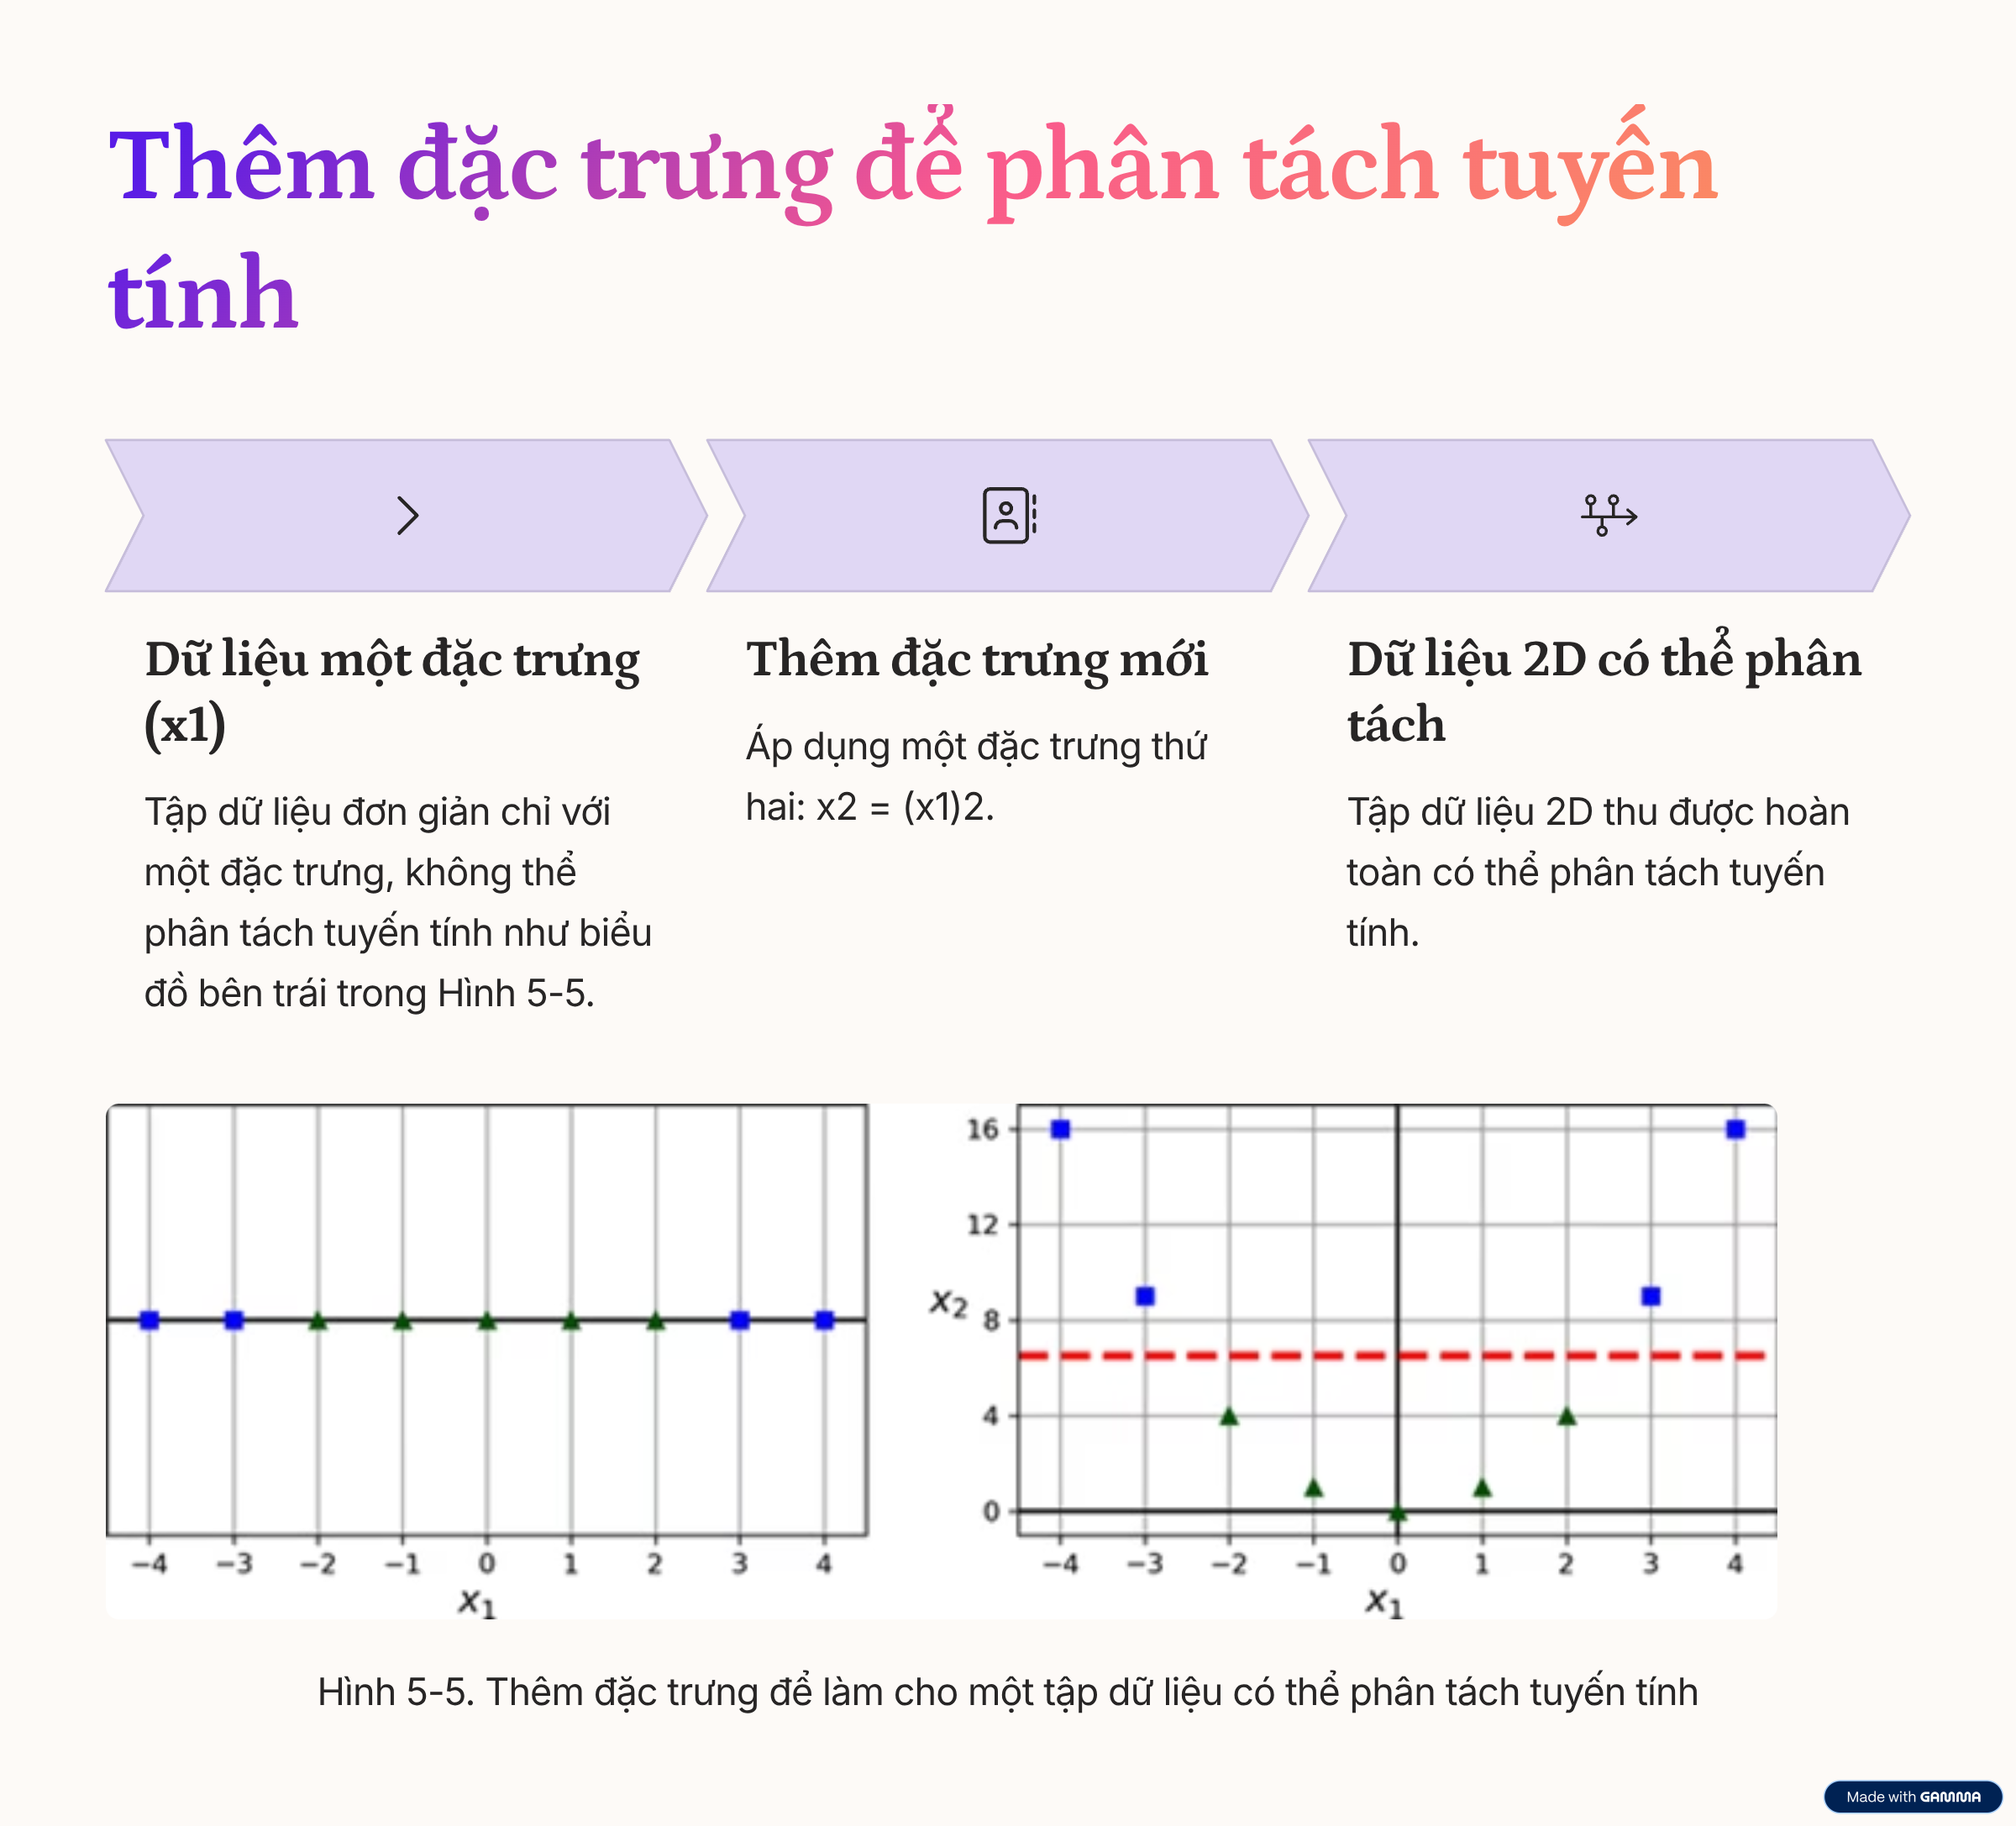 Thêm đặc trưng để phân tách tuyến
tính
Dữ liệu một đặc trưng
(x1)
Tập dữ liệu đơn giản chỉ với
một đặc trưng, không thể
phân tách tuyến tính như biểu
đồ bên trái trong Hình 5-5.
Thêm đặc trưng mới
Áp dụng một đặc trưng thứ
hai: x2 = (x1)2.
Dữ liệu 2D có thể phân
tách
Tập dữ liệu 2D thu được hoàn
toàn có thể phân tách tuyến
tính.
−4 −3 −2 −1 0 1 2 3 4
x₁
16
12
x₂
8
4
0
−4 −3 −2 −1 0 1 2 3 4
x₁
Hình 5-5. Thêm đặc trưng để làm cho một tập dữ liệu có thể phân tách tuyến tính
Made with GAMMA